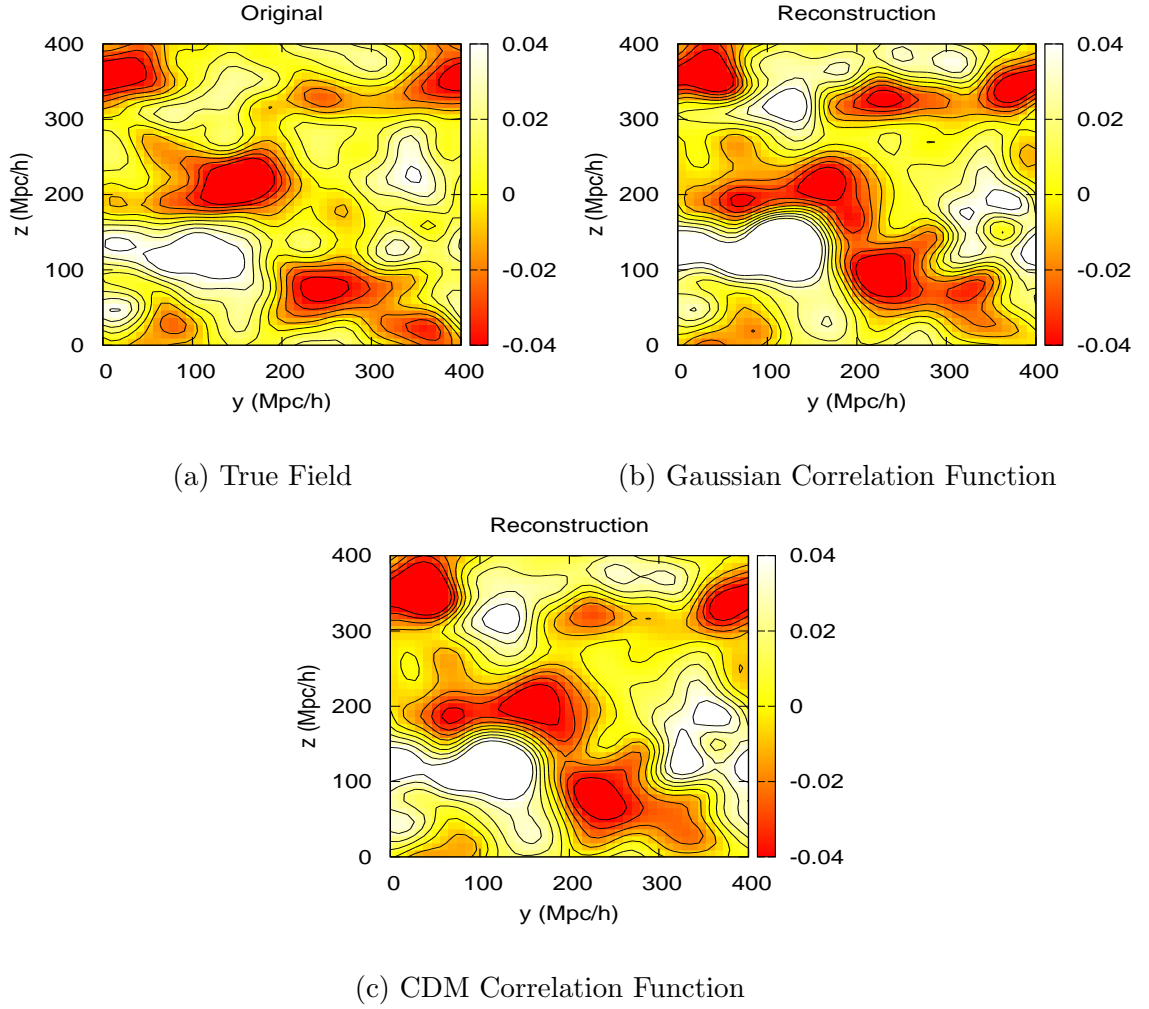 Original
400
300
200
100
0
z (Mpc/h)
0 100 200 300 400
y (Mpc/h)
0.04
0.02
0
-0.02
-0.04
(a) True Field
Reconstruction
400
300
200
100
0
z (Mpc/h)
0 100 200 300 400
y (Mpc/h)
0.04
0.02
0
-0.02
-0.04
(b) Gaussian Correlation Function
Reconstruction
400
300
200
100
0
z (Mpc/h)
0 100 200 300 400
y (Mpc/h)
0.04
0.02
0
-0.02
-0.04
(c) CDM Correlation Function